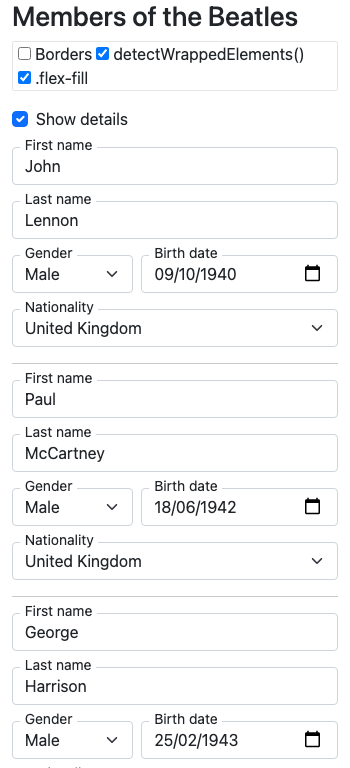 Members of the Beatles
Borders detectWrappedElements()
.flex-fill
Show details
First name
John
Last name
Lennon
Gender Birth date
Male 09/10/1940
Nationality
United Kingdom
First name
Paul
Last name
McCartney
Gender Birth date
Male 18/06/1942
Nationality
United Kingdom
First name
George
Last name
Harrison
Gender Birth date
Male 25/02/1943